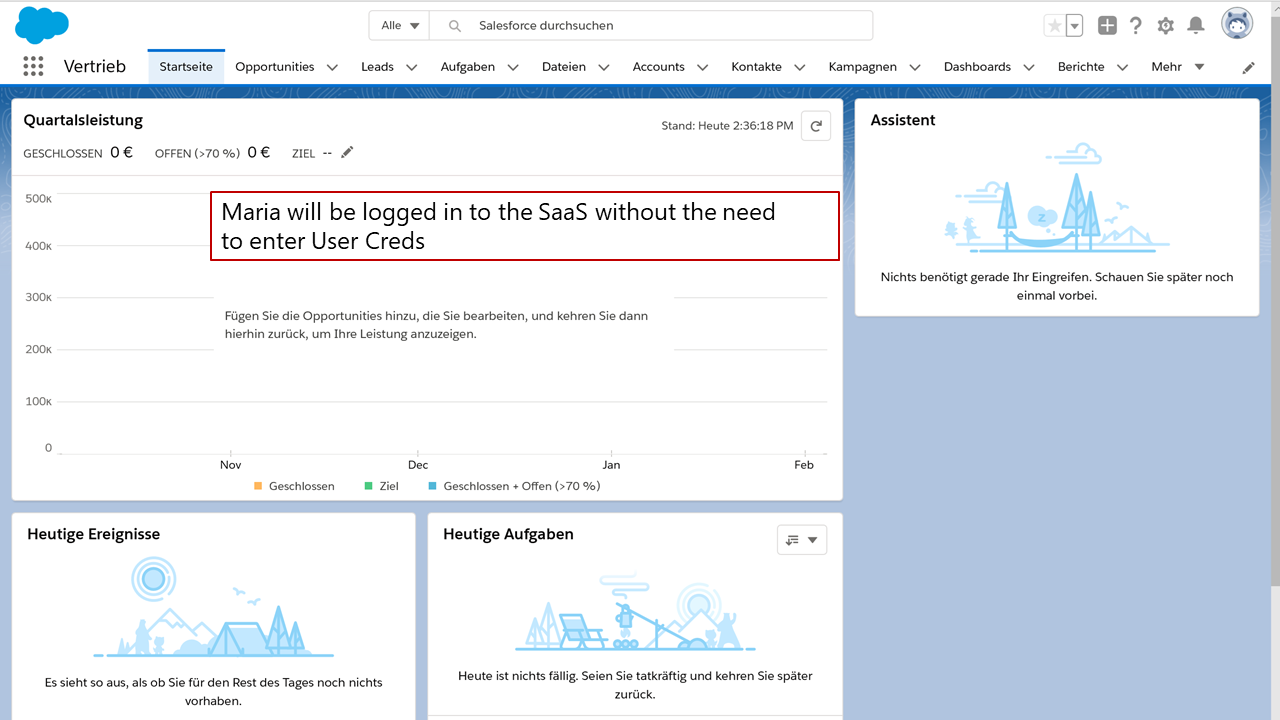 Alle
Salesforce durchsuchen
Vertrieb
Startseite
Opportunities
Leads
Aufgaben
Dateien
Accounts
Kontakte
Kampagnen
Dashboards
Berichte
Mehr
Quartalsleistung
Stand: Heute 2:36:18 PM
GESCHLOSSEN 0 € OFFEN (>70 %) 0 € ZIEL --
500K
400K
300K
200K
100K
0
Maria will be logged in to the SaaS without the need
to enter User Creds
Fügen Sie die Opportunities hinzu, die Sie bearbeiten, und kehren Sie dann
hierhin zurück, um Ihre Leistung anzuzeigen.
Nov Dec Jan Feb
Geschlossen Ziel Geschlossen + Offen (>70 %)
Assistent
z
Nichts benötigt gerade Ihr Eingreifen. Schauen Sie später noch
einmal vorbei.
Heutige Ereignisse
Es sieht so aus, als ob Sie für den Rest des Tages noch nichts
vorhaben.
Heutige Aufgaben
Heute ist nichts fällig. Seien Sie tatkräftig und kehren Sie später
zurück.